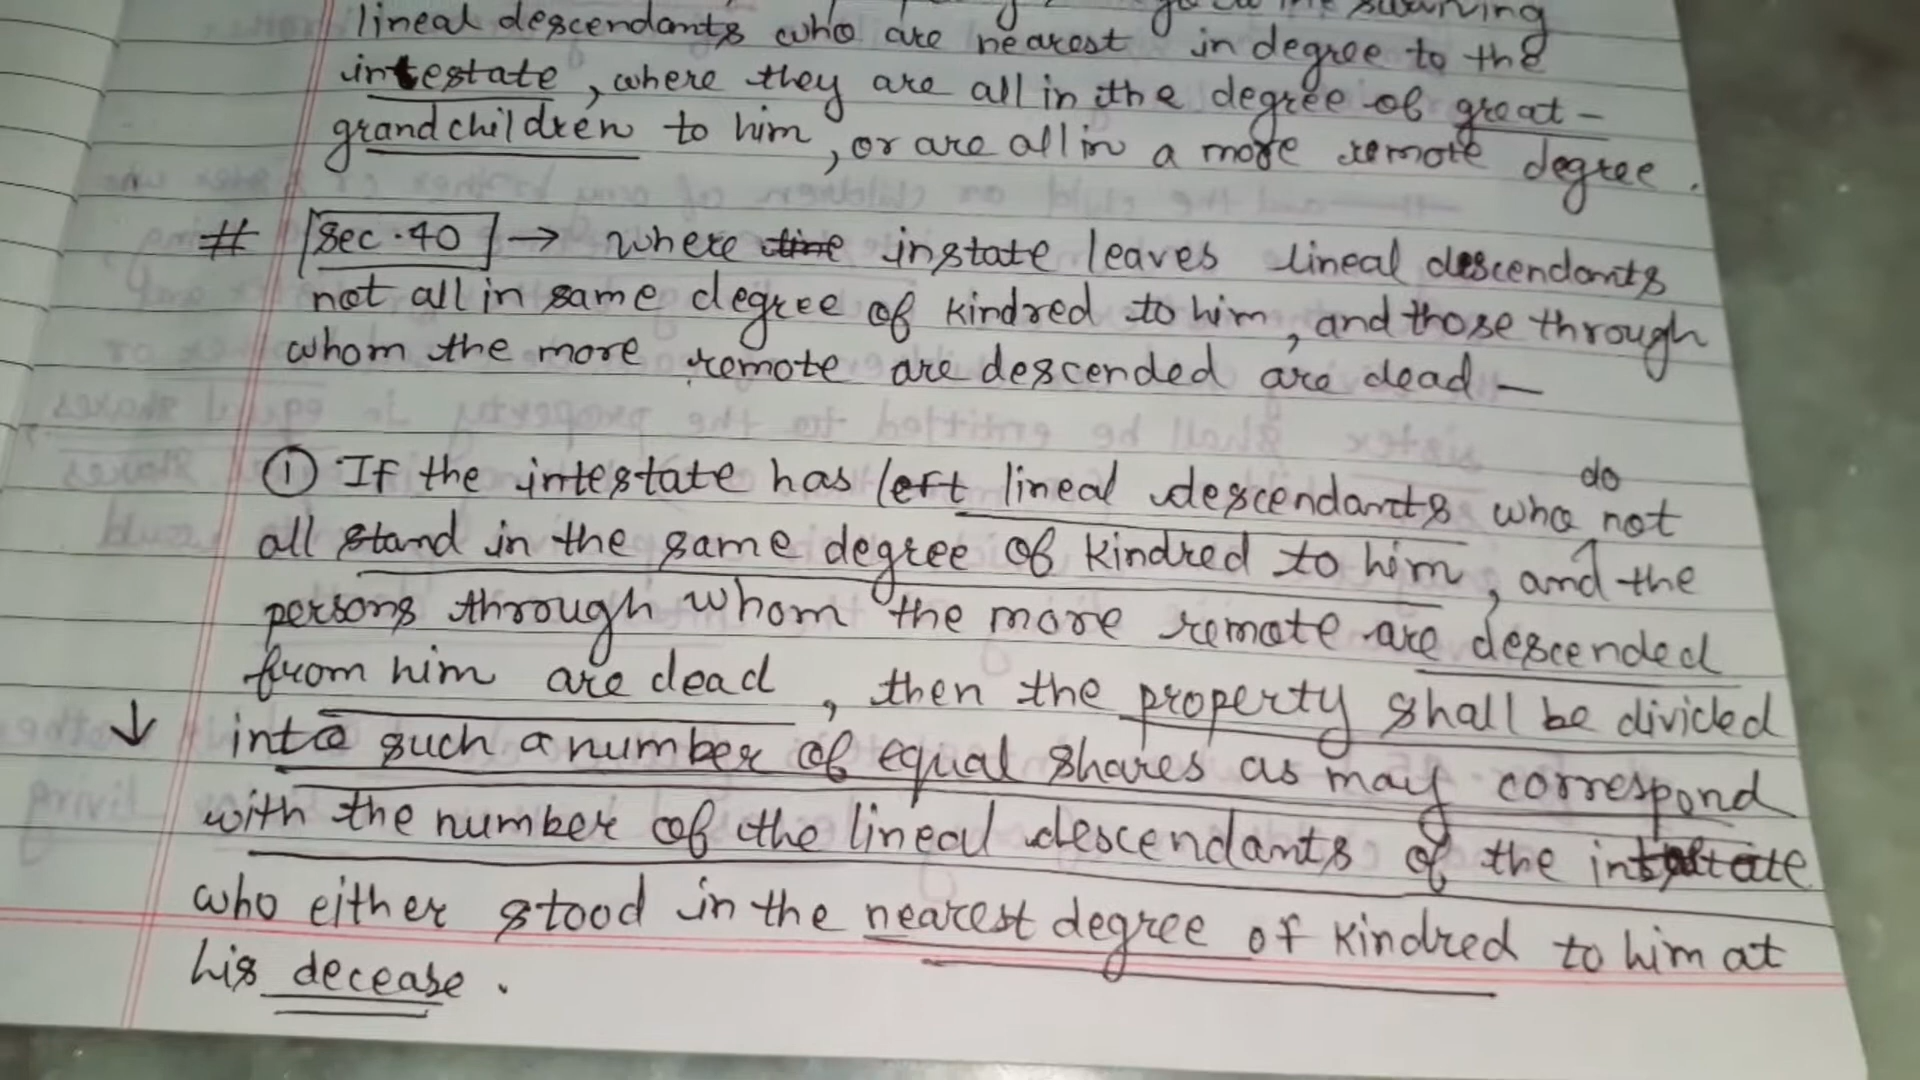 surviving
lineal descendants who are nearest in degree to the
intestate, where they are all in the degree of great-
grandchildren to him, or are all in a more remote degree.
# Sec.40 → where instate leaves lineal descendants
not all in same degree of kindred to him, and those through
whom the more remote are descended are dead —
① If the intestate has left lineal descendants who do not
all stand in the same degree of kindred to him, and the
persons through whom the more remote are descended
from him are dead, then the property shall be divided
↓ into such a number of equal shares as may correspond
with the number of the lineal descendants of the intestate
who either stood in the nearest degree of kindred to him at
his decease.